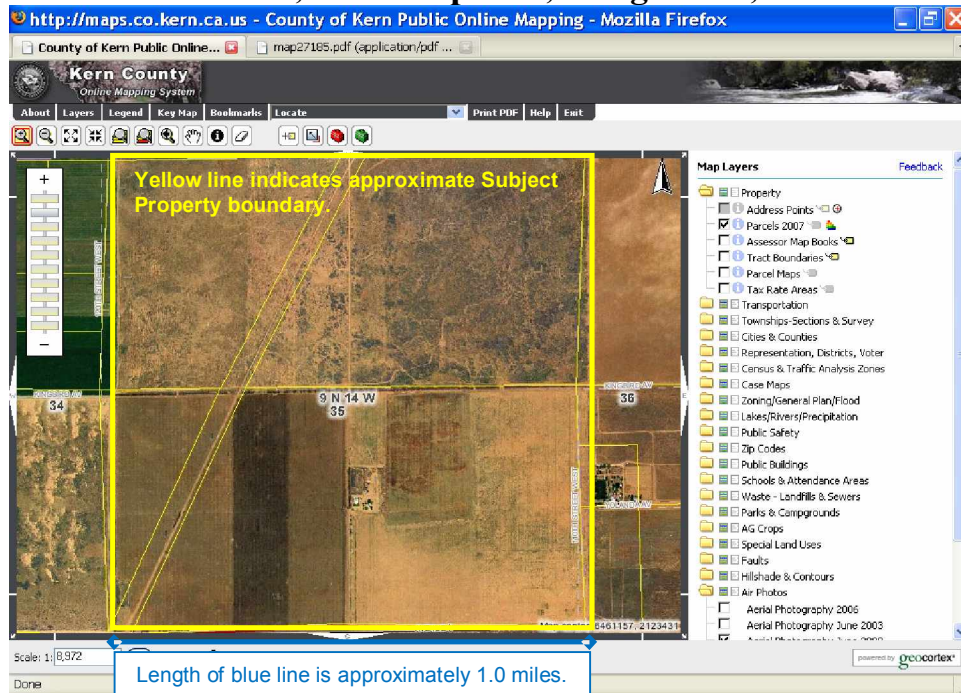 http://maps.co.kern.ca.us - County of Kern Public Online Mapping - Mozilla Firefox
County of Kern Public Online...
map27185.pdf (application/pdf ...
Kern County
Online Mapping System
About Layers Legend Key Map Bookmarks Locate Print PDF Help Exit
Map Layers Feedback
Yellow line indicates approximate Subject
Property boundary.
Property
Address Points
Parcels 2007
Assessor Map Books
Tract Boundaries
Parcel Maps
Tax Rate Areas
Transportation
Townships-Sections & Survey
Cities & Counties
Representation, Districts, Voter
Census & Traffic Analysis Zones
Case Maps
Zoning/General Plan/Flood
Lakes/Rivers/Precipitation
Public Safety
Zip Codes
Public Buildings
Schools & Attendance Areas
Waste - Landfills & Sewers
Parks & Campgrounds
AG Crops
Special Land Uses
Faults
Hillshade & Contours
Air Photos
Aerial Photography 2006
Aerial Photography June 2003
34
9 N 14 W
35
36
STREET WEST
6461157, 2123431
Scale: 1: 8,972
powered by geocortex
Length of blue line is approximately 1.0 miles.
Done